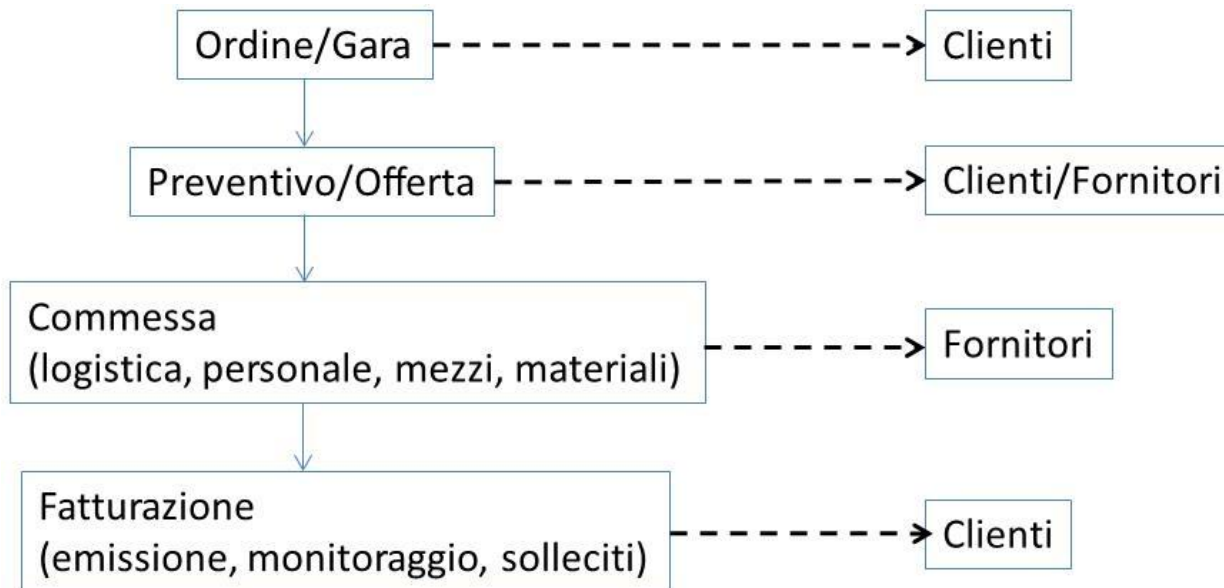 Ordine/Gara
Clienti
Preventivo/Offerta
Clienti/Fornitori
Commessa
(logistica, personale, mezzi, materiali)
Fornitori
Fatturazione
(emissione, monitoraggio, solleciti)
Clienti